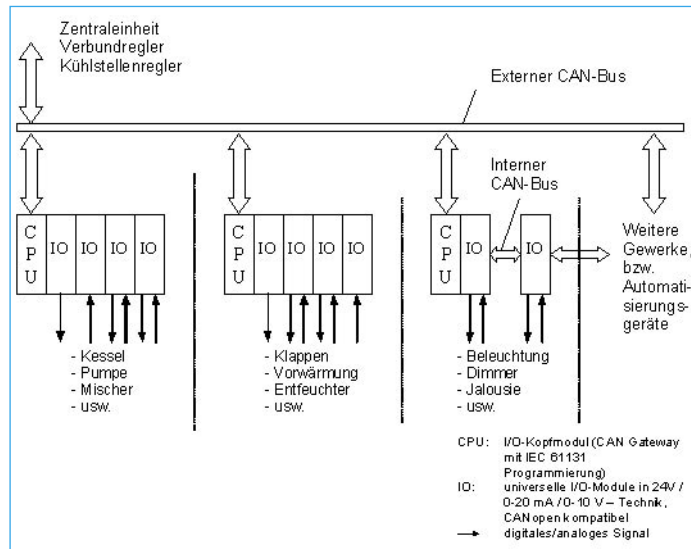 Zentraleinheit
Verbundregler
Kühlstellenregler
Externer CAN-Bus
Interner
CAN-Bus
CPU IO IO IO IO
CPU IO IO IO IO
CPU IO IO
Weitere
Gewerke,
bzw.
Automati-
sierungs-
geräte
- Kessel
- Pumpe
- Mischer
- usw.
- Klappen
- Vorwärmung
- Entfeuchter
- usw.
- Beleuchtung
- Dimmer
- Jalousie
- usw.
CPU: I/O-Kopfmodul (CAN Gateway
mit IEC 61131
Programmierung)
IO: universelle I/O-Module in 24V /
0-20 mA / 0-10 V – Technik,
CANopen kompatibel
digitales/analoges Signal